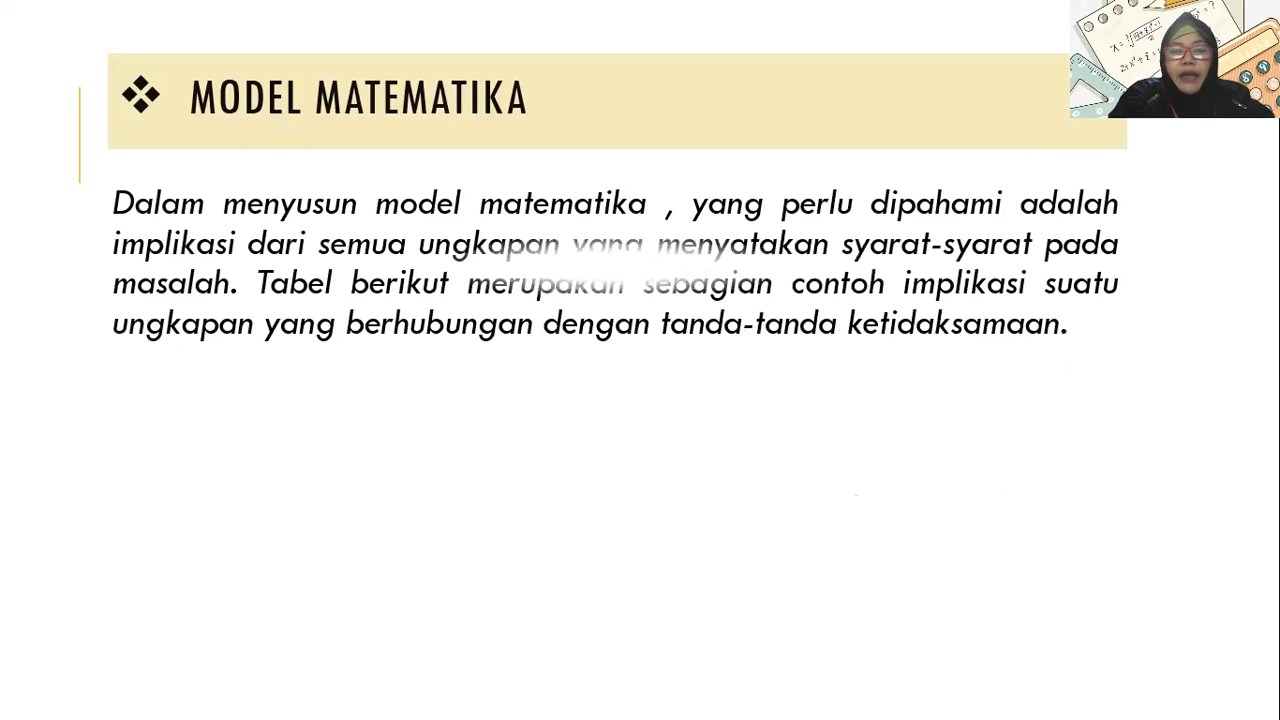 MODEL MATEMATIKA
Dalam menyusun model matematika , yang perlu dipahami adalah
implikasi dari semua ungkapan yang menyatakan syarat-syarat pada
masalah. Tabel berikut merupakan sebagian contoh implikasi suatu
ungkapan yang berhubungan dengan tanda-tanda ketidaksamaan.